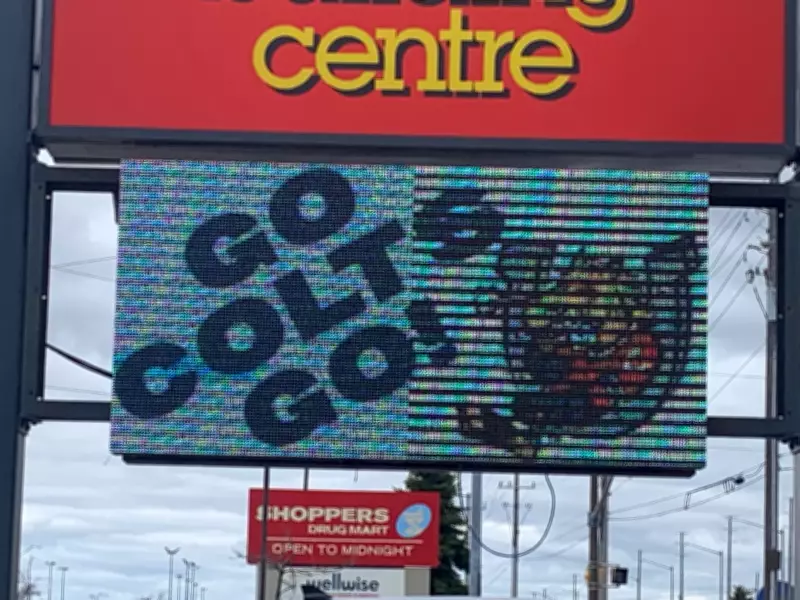 centre
GO
COLTS
GO!
SHOPPERS
DRUG MART
OPEN TO MIDNIGHT
wellwise